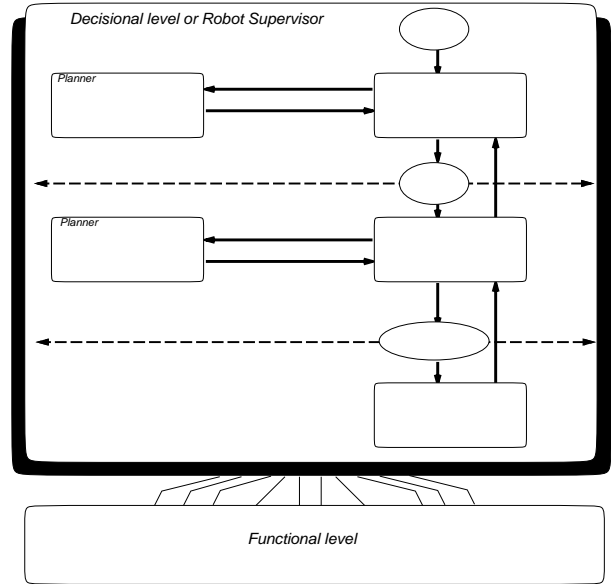 Decisional level or Robot Supervisor
Planner
Planner
Functional level